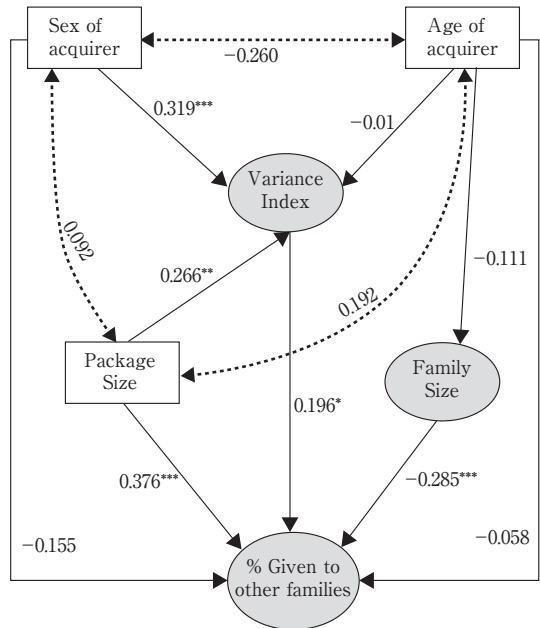 Sex of
acquirer
Age of
acquirer
−0.260
0.319***
−0.01
Variance
Index
0.092
0.266**
−0.111
0.192
Package
Size
Family
Size
0.196*
0.376***
−0.285***
−0.155
−0.058
% Given to
other families